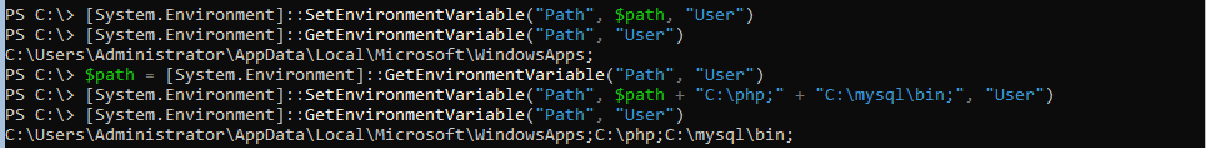 PS C:\> [System.Environment]::SetEnvironmentVariable("Path", $path, "User")
PS C:\> [System.Environment]::GetEnvironmentVariable("Path", "User")
C:\Users\Administrator\AppData\Local\Microsoft\WindowsApps;
PS C:\> $path = [System.Environment]::GetEnvironmentVariable("Path", "User")
PS C:\> [System.Environment]::SetEnvironmentVariable("Path", $path + "C:\php;" + "C:\mysql\bin;", "User")
PS C:\> [System.Environment]::GetEnvironmentVariable("Path", "User")
C:\Users\Administrator\AppData\Local\Microsoft\WindowsApps;C:\php;C:\mysql\bin;